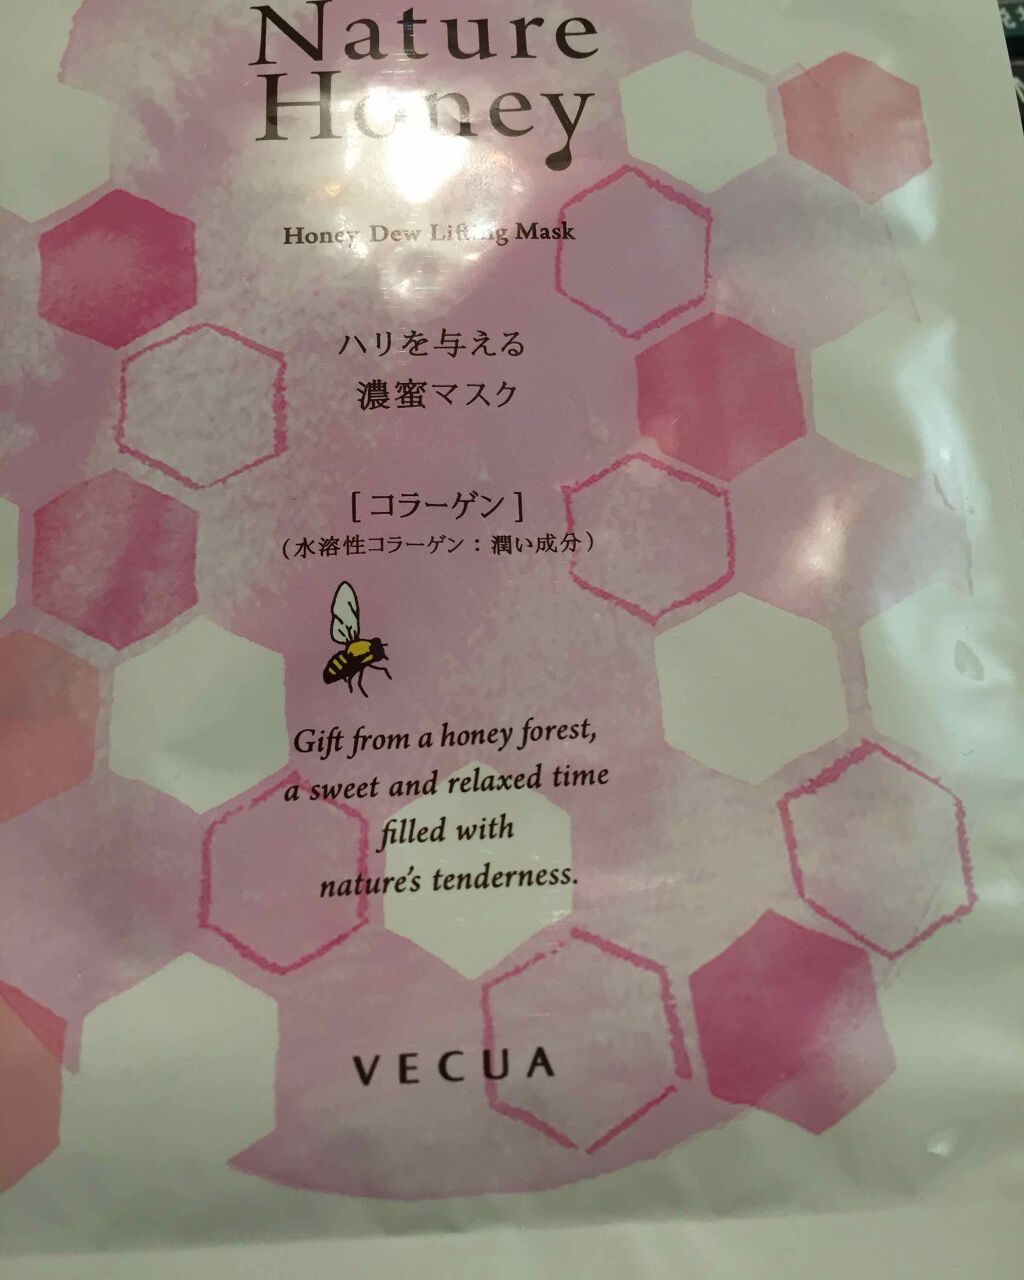 Nature
Honey
Honey Dew Lifting Mask
ハリを与える
濃蜜マスク
[ コラーゲン ]
(水溶性コラーゲン : 潤い成分)
Gift from a honey forest,
a sweet and relaxed time
filled with
nature's tenderness.
VECUA